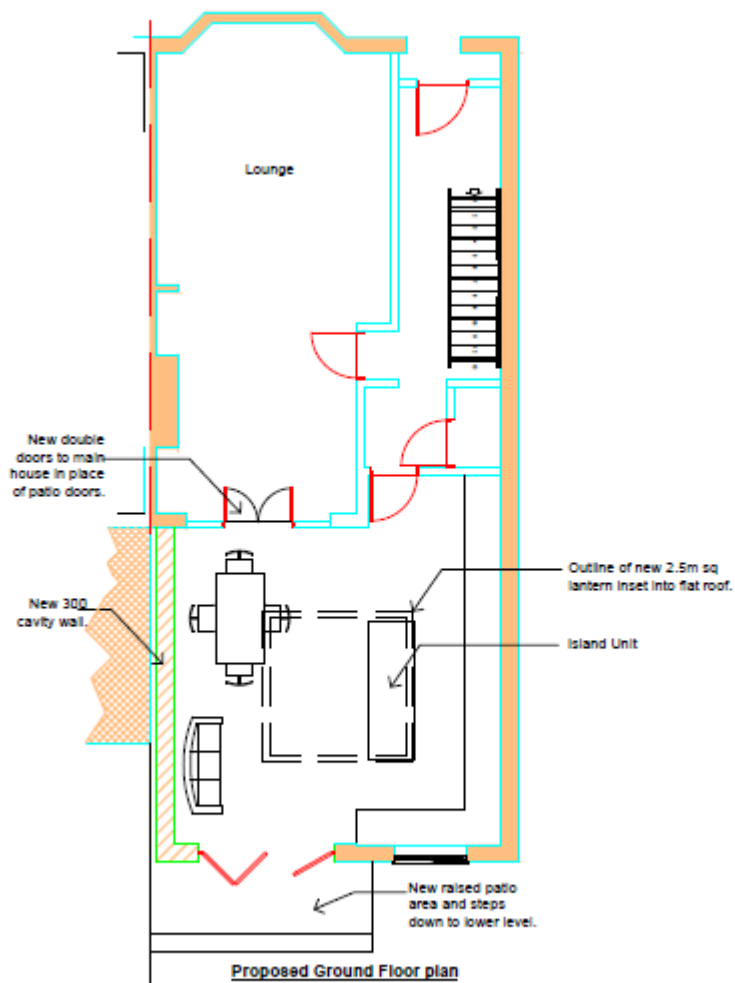 Lounge
New double
doors to main
house in place
of patio doors.
Outline of new 2.5m sq
lantern inset into flat roof.
New 300
cavity wall.
Island Unit
New raised patio
area and steps
down to lower level.
Proposed Ground Floor plan